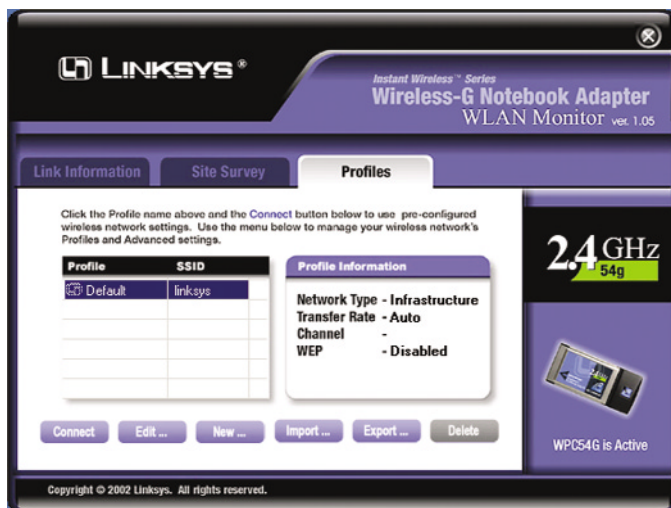 LINKSYS®
Instant Wireless™ Series
Wireless-G Notebook Adapter
WLAN Monitor ver. 1.05
Link Information
Site Survey
Profiles
Click the Profile name above and the Connect button below to use pre-configured
wireless network settings. Use the menu below to manage your wireless network's
Profiles and Advanced settings.
Profile SSID
Default linksys
Profile Information
Network Type - Infrastructure
Transfer Rate - Auto
Channel -
WEP - Disabled
2.4 GHz
54g
Connect
Edit ...
New ...
Import ...
Export ...
Delete
WPC54G is Active
Copyright © 2002 Linksys. All rights reserved.